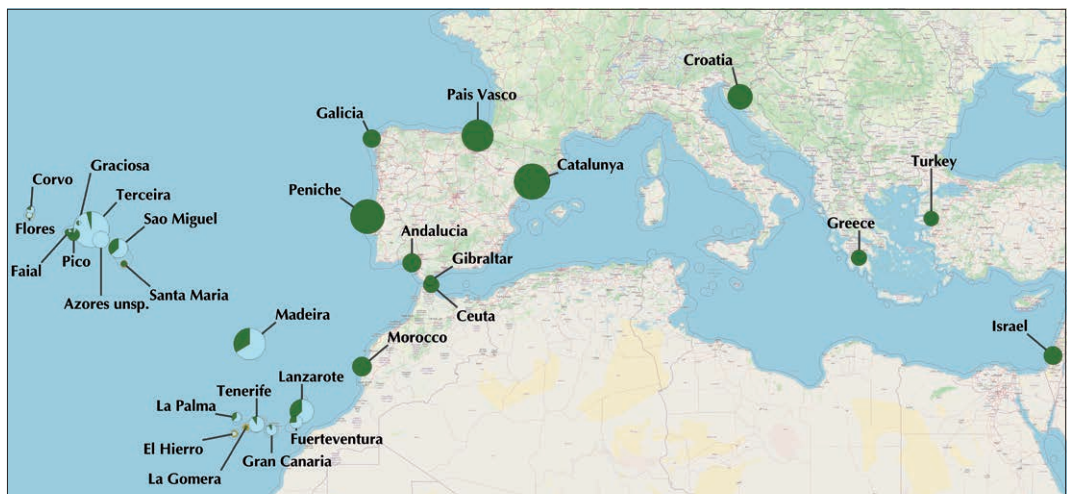 Croatia
Pais Vasco
Galicia
Catalunya
Graciosa
Corvo
Terceira
Turkey
Peniche
Sao Miguel
Flores
Andalucia
Greece
Pico
Gibraltar
Faial
Santa Maria
Azores unsp.
Ceuta
Madeira
Israel
Morocco
Lanzarote
Tenerife
La Palma
Fuerteventura
El Hierro
Gran Canaria
La Gomera